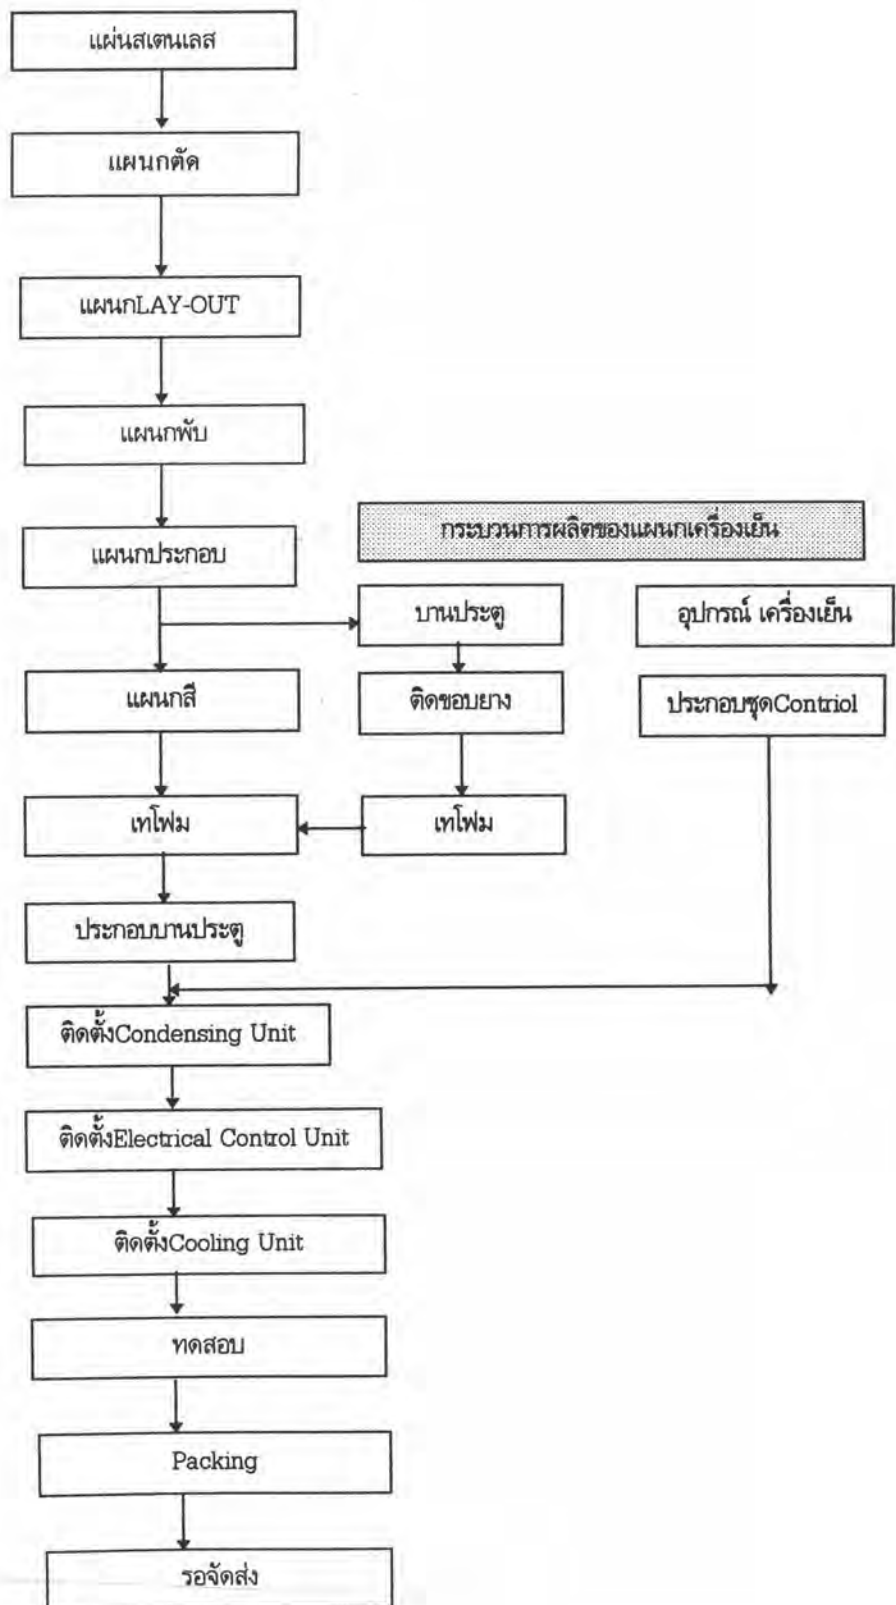 แผ่นสเตนเลส
แผนกตัด
แผนกLAY-OUT
แผนกพับ
กระบวนการผลิตของแผนกเครื่องเย็น
แผนกประกอบ
บานประตู
อุปกรณ์ เครื่องเย็น
แผนกสี
ติดขอบยาง
ประกอบชุดContriol
เทโฟม
เทโฟม
ประกอบบานประตู
ติดตั้งCondensing Unit
ติดตั้งElectrical Control Unit
ติดตั้งCooling Unit
ทดสอบ
Packing
รอจัดส่ง